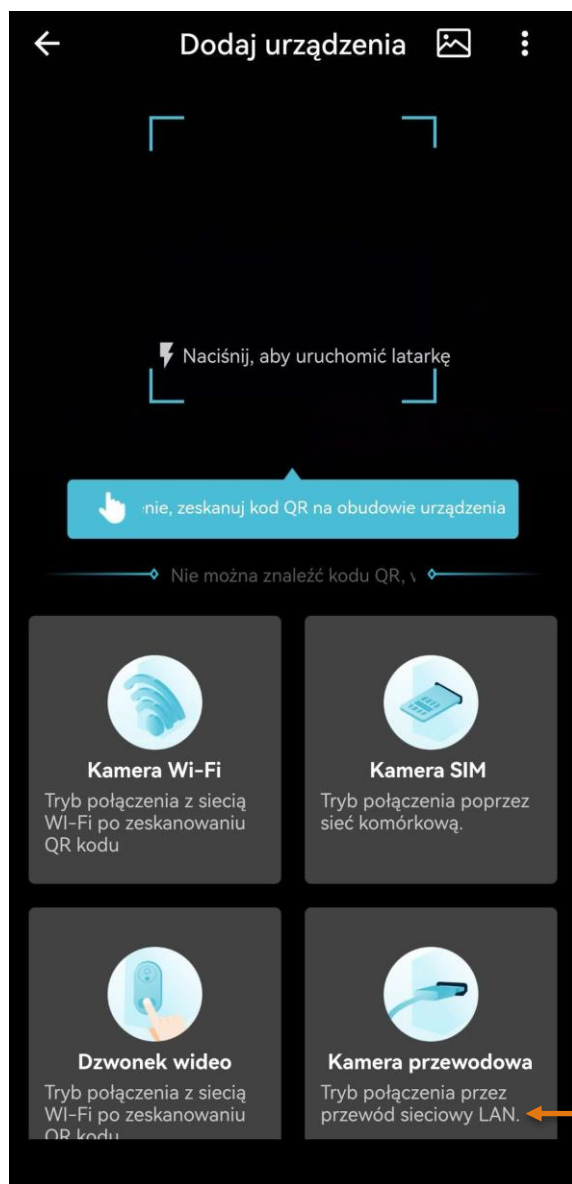 Dodaj urządzenia
Naciśnij, aby uruchomić latarkę
nie, zeskanuj kod QR na obudowie urządzenia
Nie można znaleźć kodu QR,
Kamera Wi-Fi
Tryb połączenia z siecią
WI-Fi po zeskanowaniu
QR kodu
Kamera SIM
Tryb połączenia poprzez
sieć komórkową.
Dzwonek wideo
Tryb połączenia z siecią
WI-Fi po zeskanowaniu
QR kodu
Kamera przewodowa
Tryb połączenia przez
przewód sieciowy LAN.